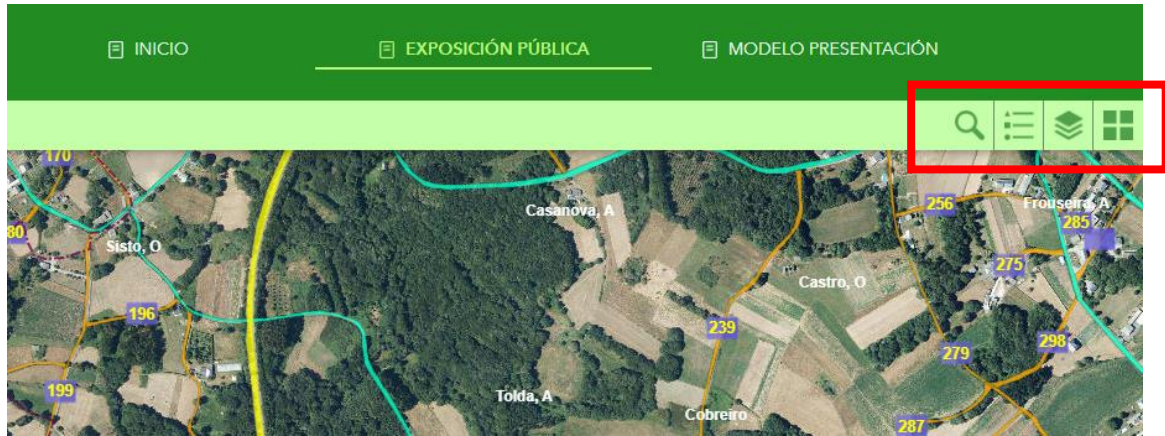 INICIO
EXPOSICIÓN PÚBLICA
MODELO PRESENTACIÓN
170
Casanova, A
256
Frouseira, A
285
80
Sisto, O
275
Castro, O
196
239
298
279
199
Tolda, A
Cobreiro
287